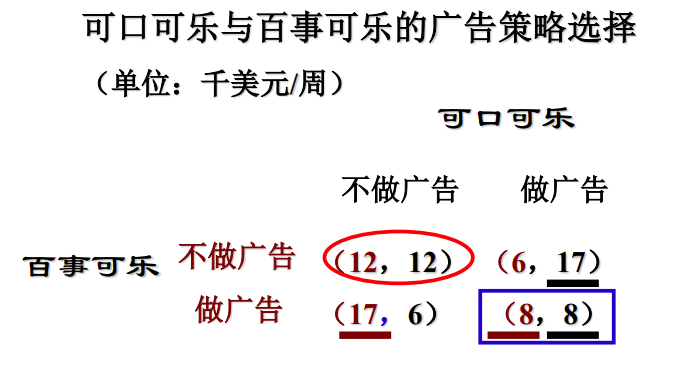 可口可乐与百事可乐的广告策略选择
（单位：千美元/周）
可口可乐
不做广告 做广告
百事可乐 不做广告 （12，12） （6，17）
做广告 （17，6） （8，8）